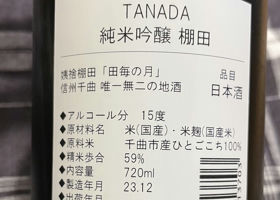 TANADA
純米吟醸 棚田
姨捨棚田「田毎の月」
信州千曲 唯一無二の地酒
品目
日本酒
◆アルコール分 15度
◆原材料名 米(国産)・米麹(国産米)
◆原料米 千曲市産ひとごこち100%
◆精米歩合 59%
◆内容量 720ml
◆製造年月 23.12